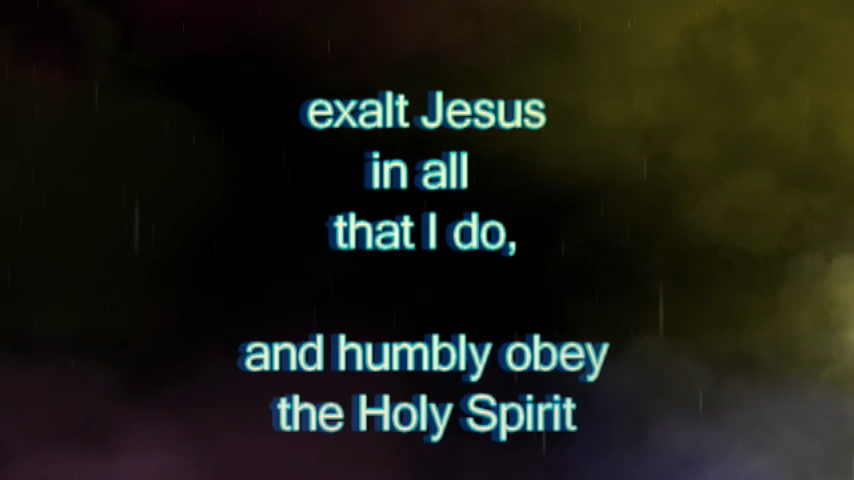 exalt Jesus
in all
that I do,
and humbly obey
the Holy Spirit